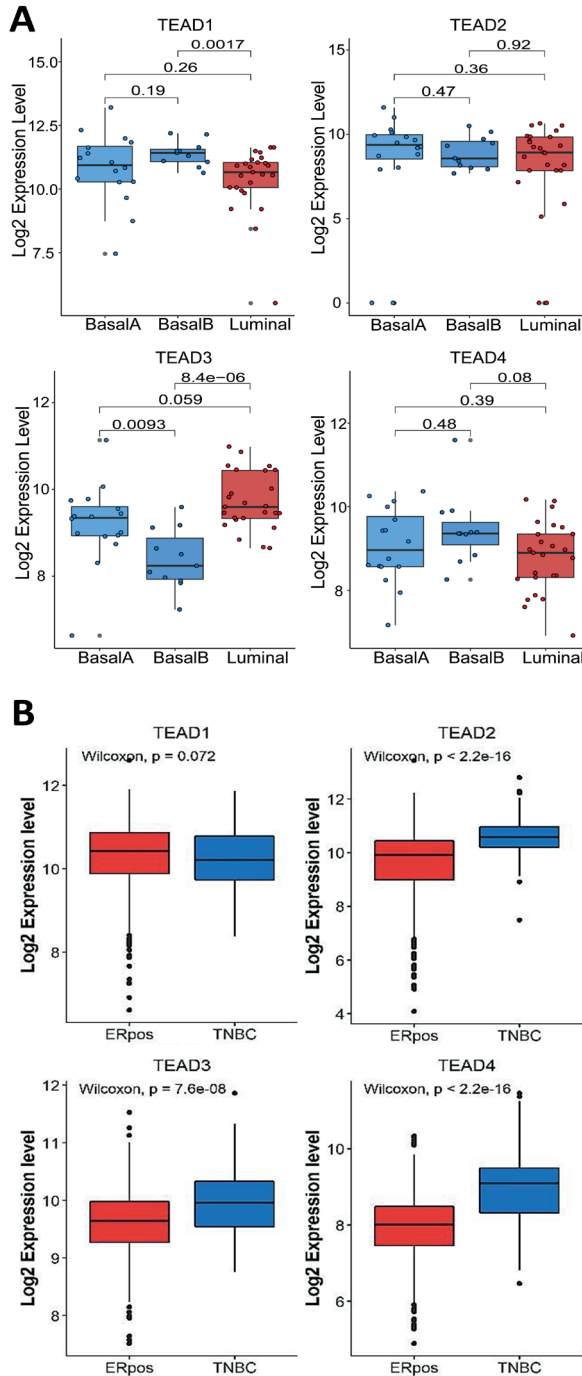 A
TEAD1
TEAD2
0.0017
0.26
0.19
0.92
0.36
0.47
Log2 Expression Level
15.0
12.5
10.0
7.5
Log2 Expression Level
15
10
5
0
BasalA BasalB Luminal
BasalA BasalB Luminal
TEAD3
TEAD4
8.4e-06
0.059
0.0093
0.08
0.39
0.48
Log2 Expression Level
12
10
8
Log2 Expression Level
12
10
8
BasalA BasalB Luminal
BasalA BasalB Luminal
B
TEAD1
TEAD2
Wilcoxon, p = 0.072
Wilcoxon, p < 2.2e-16
Log2 Expression level
12
10
8
Log2 Expression level
12
10
8
6
4
ERpos TNBC
ERpos TNBC
TEAD3
TEAD4
Wilcoxon, p = 7.6e-08
Wilcoxon, p < 2.2e-16
Log2 Expression level
12
11
10
9
8
Log2 Expression level
10
8
6
ERpos TNBC
ERpos TNBC